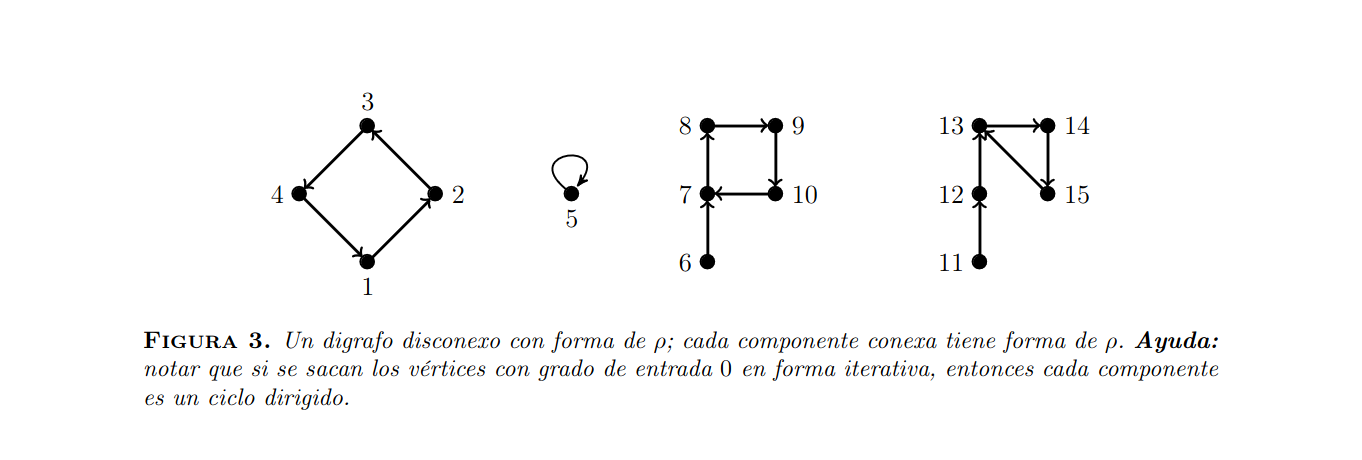 3
8 9 13 14
4 2 7 10 12 15
5
6 11
1
FIGURA 3. Un digrafo disconexo con forma de ρ; cada componente conexa tiene forma de ρ. Ayuda:
notar que si se sacan los vértices con grado de entrada 0 en forma iterativa, entonces cada componente
es un ciclo dirigido.